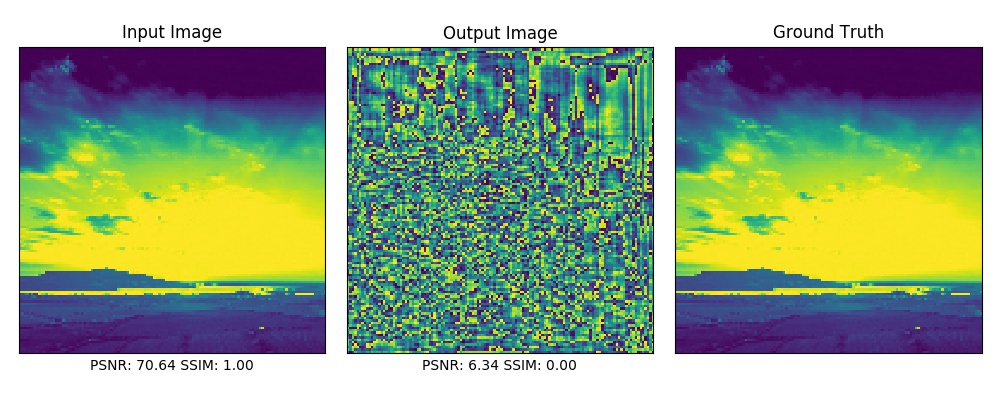 Input Image
Output Image
Ground Truth
PSNR: 70.64 SSIM: 1.00
PSNR: 6.34 SSIM: 0.00